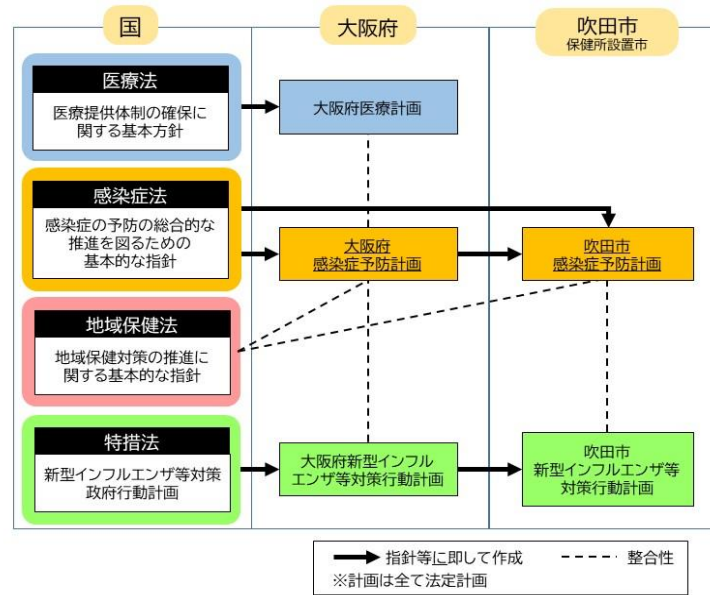 国
大阪府
吹田市
保健所設置市
医療法
医療提供体制の確保に
関する基本方針
大阪府医療計画
感染症法
感染症の予防の総合的な
推進を図るための
基本的な指針
大阪府
感染症予防計画
吹田市
感染症予防計画
地域保健法
地域保健対策の推進に
関する基本的な指針
特措法
新型インフルエンザ等対策
政府行動計画
大阪府新型インフル
エンザ等対策行動計画
吹田市
新型インフルエンザ等
対策行動計画
指針等に即して作成
整合性
※計画は全て法定計画